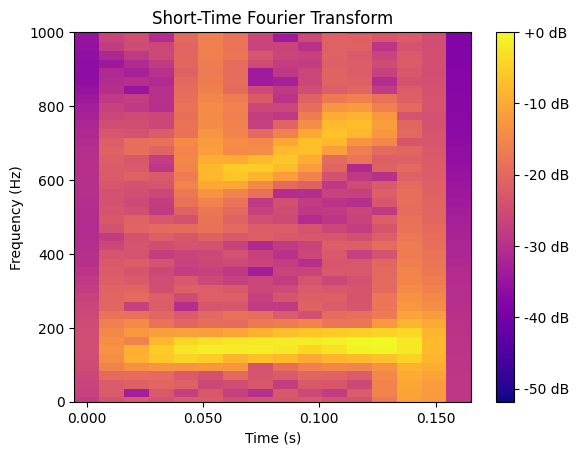 Short-Time Fourier Transform
1000
800
600
400
200
0
Frequency (Hz)
0.000
0.050
0.100
0.150
Time (s)
+0 dB
-10 dB
-20 dB
-30 dB
-40 dB
-50 dB